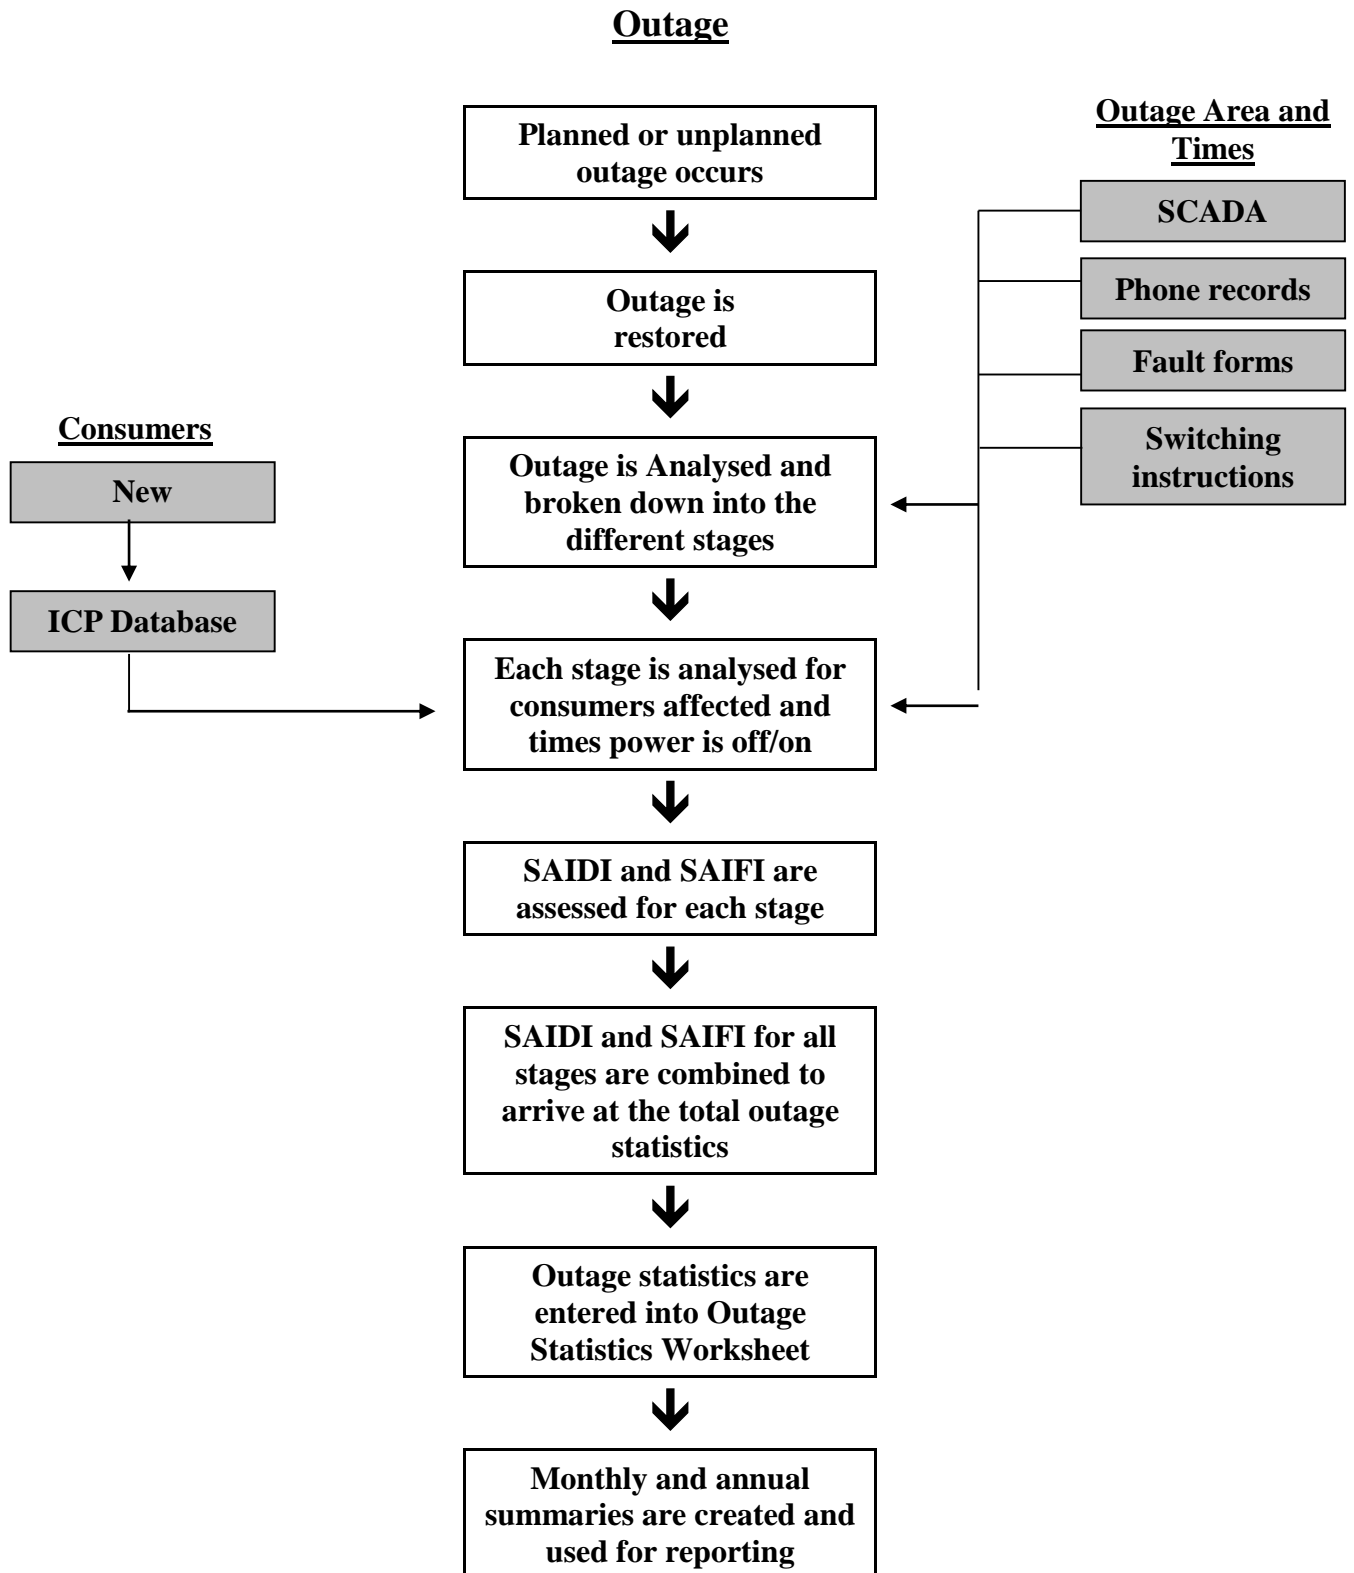 Outage
Planned or unplanned
outage occurs
Outage is
restored
Outage is Analysed and
broken down into the
different stages
Each stage is analysed for
consumers affected and
times power is off/on
SAIDI and SAIFI are
assessed for each stage
SAIDI and SAIFI for all
stages are combined to
arrive at the total outage
statistics
Outage statistics are
entered into Outage
Statistics Worksheet
Monthly and annual
summaries are created and
used for reporting
Consumers
New
ICP Database
Outage Area and
Times
SCADA
Phone records
Fault forms
Switching
instructions